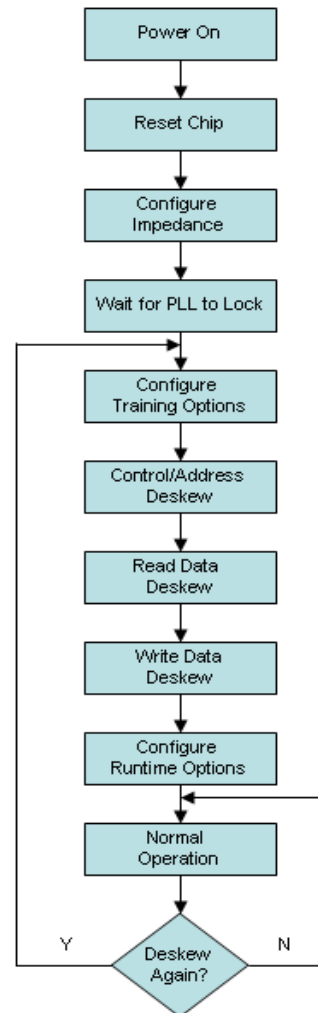 Power On
Reset Chip
Configure
Impedance
Wait for PLL to Lock
Configure
Training Options
Control/Address
Deskew
Read Data
Deskew
Write Data
Deskew
Configure
Runtime Options
Normal
Operation
Y
Deskew
Again?
N